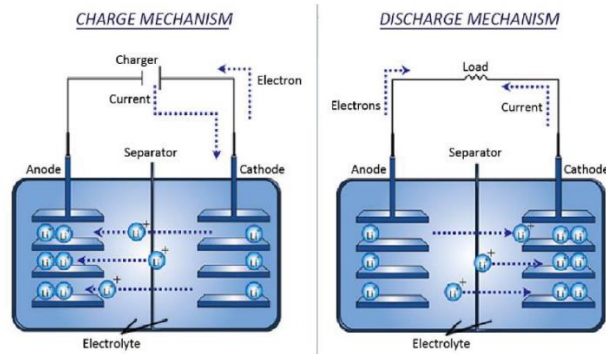 CHARGE MECHANISM
Charger
Electron
Current
Separator
Anode
Cathode
Li Li Li + Li
Li Li Li + Li
Li Li Li + Li
Electrolyte
DISCHARGE MECHANISM
Load
Electrons
Current
Separator
Anode
Cathode
Li Li + Li Li
Li Li + Li Li
Li Li + Li Li
Electrolyte